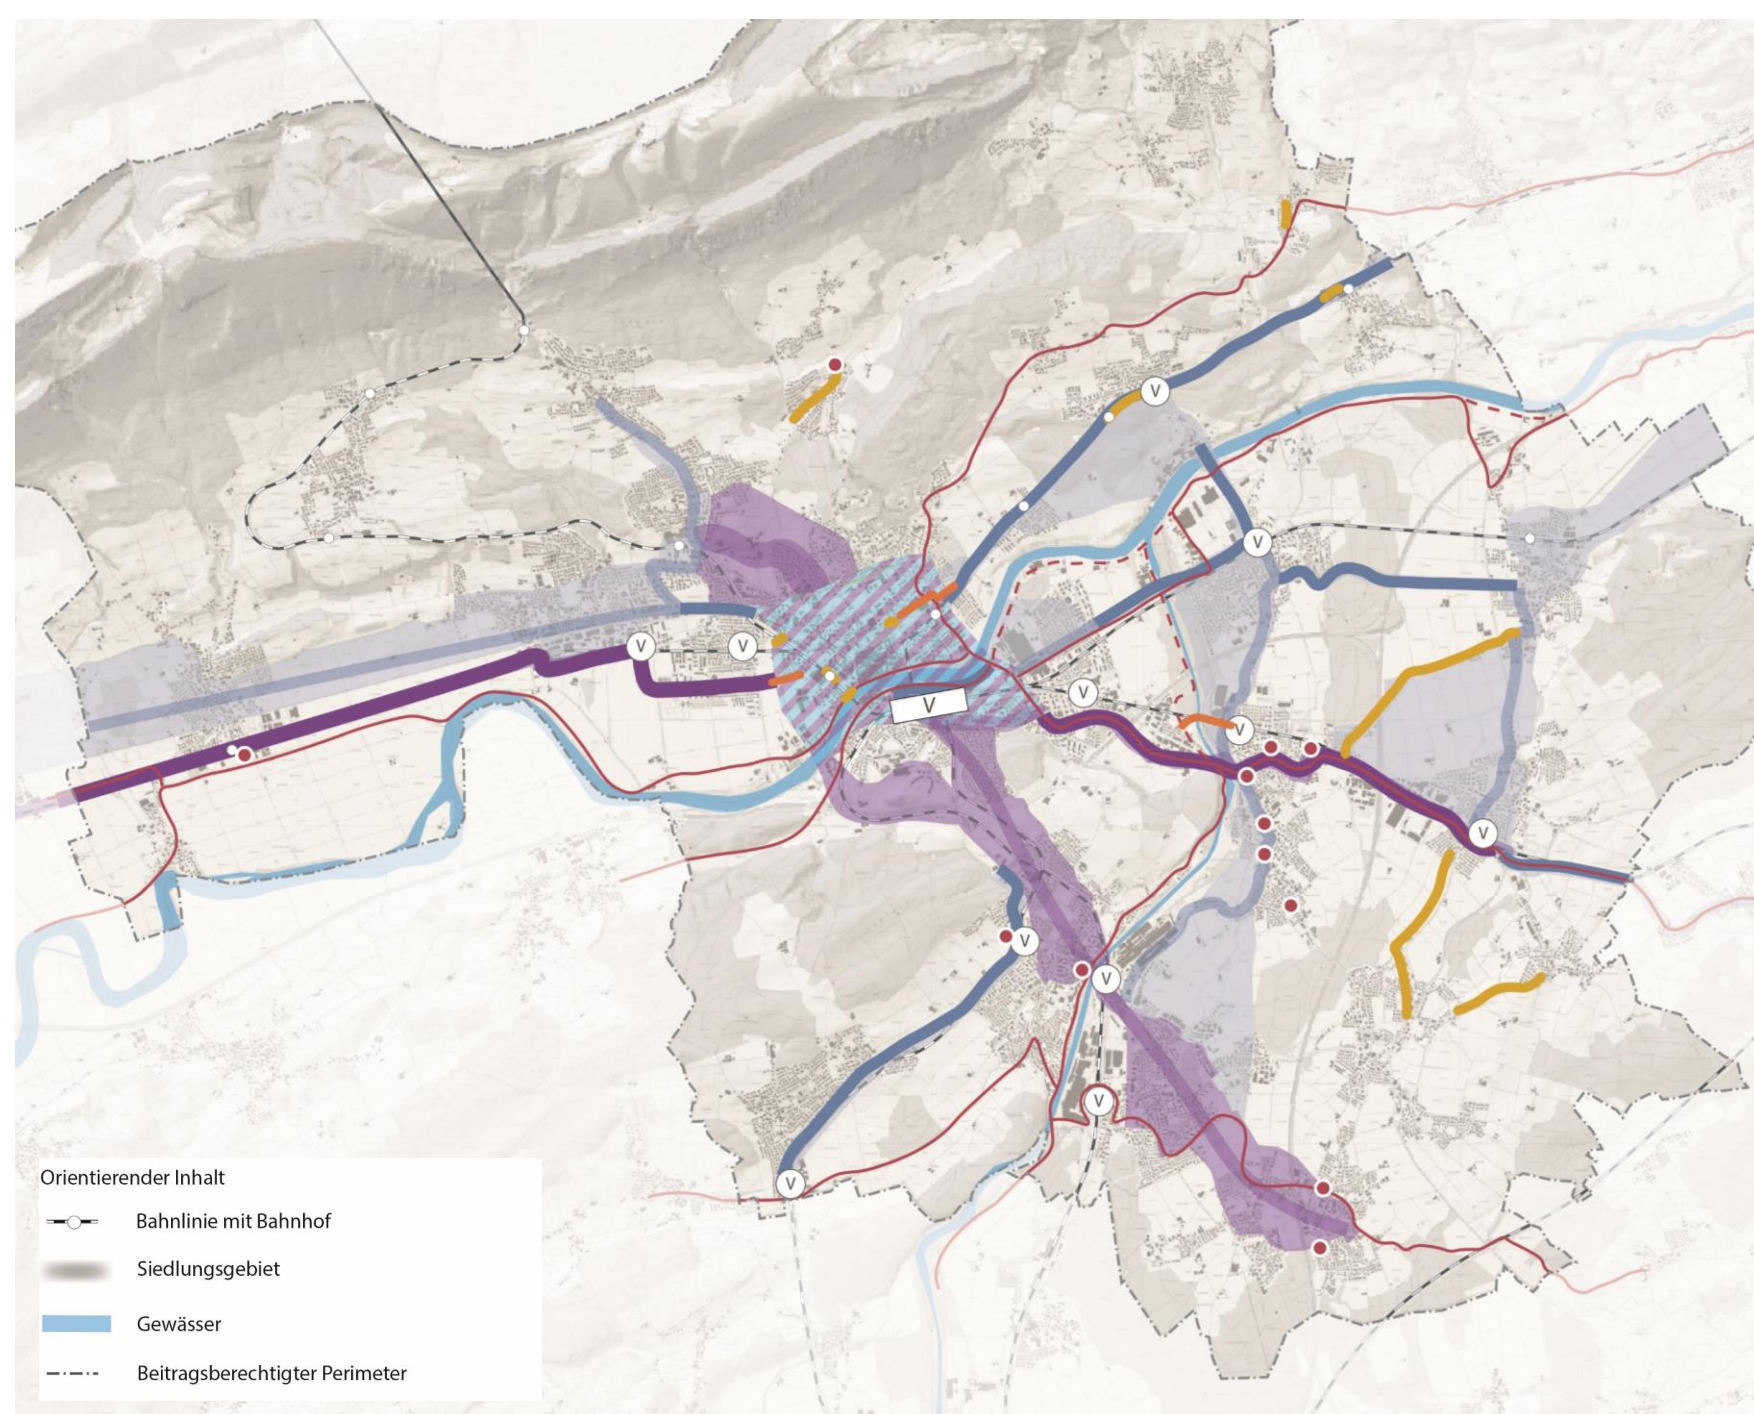 V
V
V
V
V
V
V
V
V
V
V
V
V
Orientierender Inhalt
Bahnlinie mit Bahnhof
Siedlungsgebiet
Gewässer
Beitragsberechtigter Perimeter